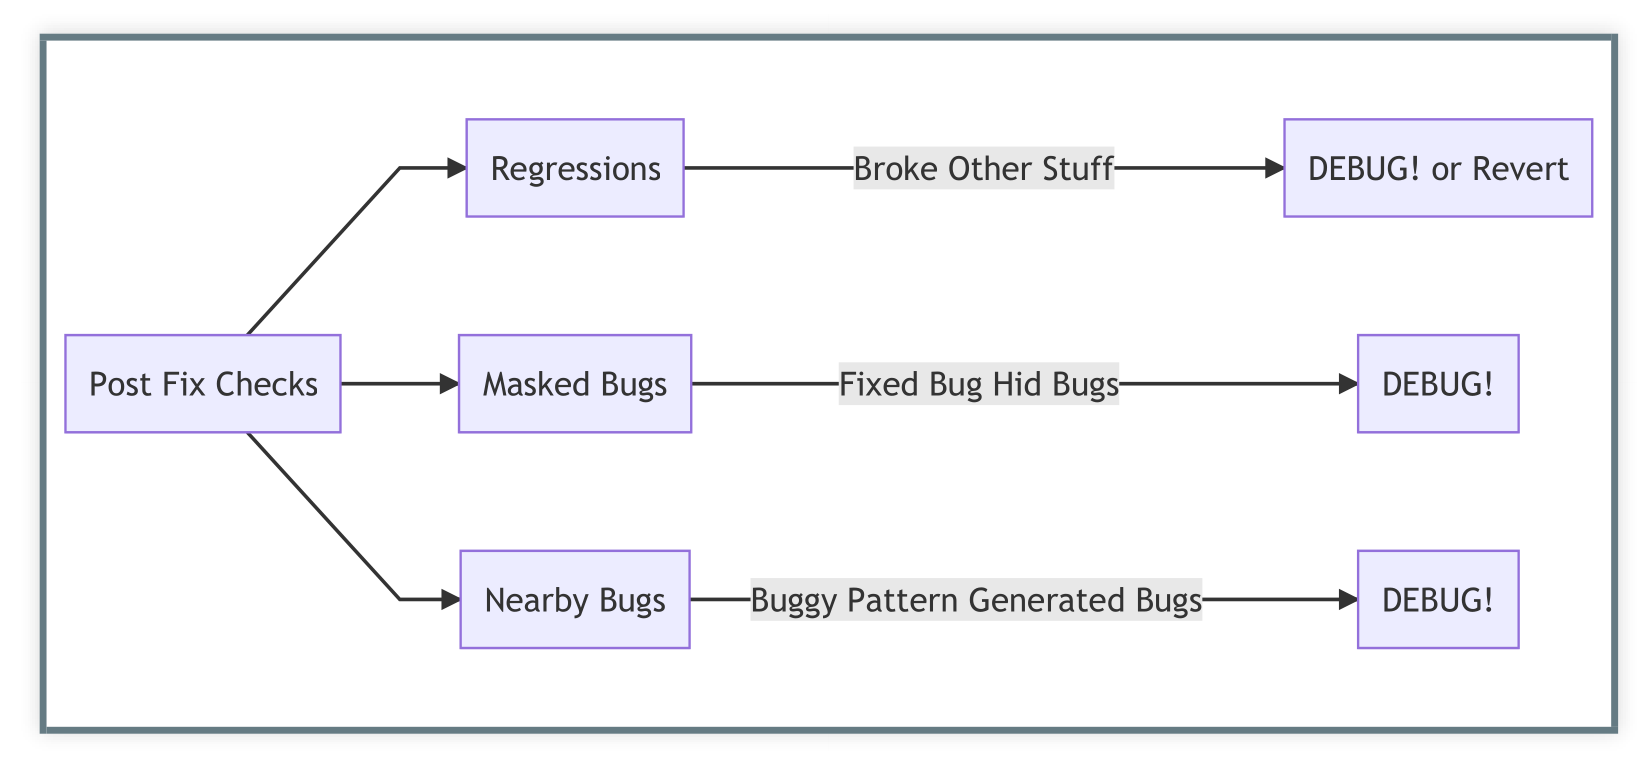 Post Fix Checks
Regressions
Broke Other Stuff
DEBUG! or Revert
Masked Bugs
Fixed Bug Hid Bugs
DEBUG!
Nearby Bugs
Buggy Pattern Generated Bugs
DEBUG!